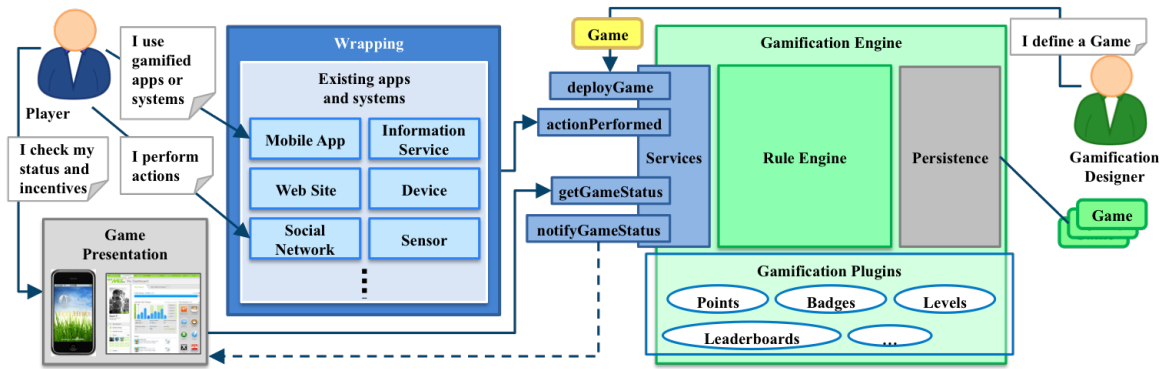 I use
gamified
apps or
systems
Player
I check my
status and
incentives
I perform
actions
Game
Presentation
Wrapping
Existing apps
and systems
Mobile App
Information
Service
Web Site
Device
Social
Network
Sensor
Game
deployGame
actionPerformed
getGameStatus
notifyGameStatus
Services
Gamification Engine
Rule Engine
Persistence
Gamification Plugins
Points
Badges
Levels
Leaderboards
...
I define a Game
Gamification
Designer
Game